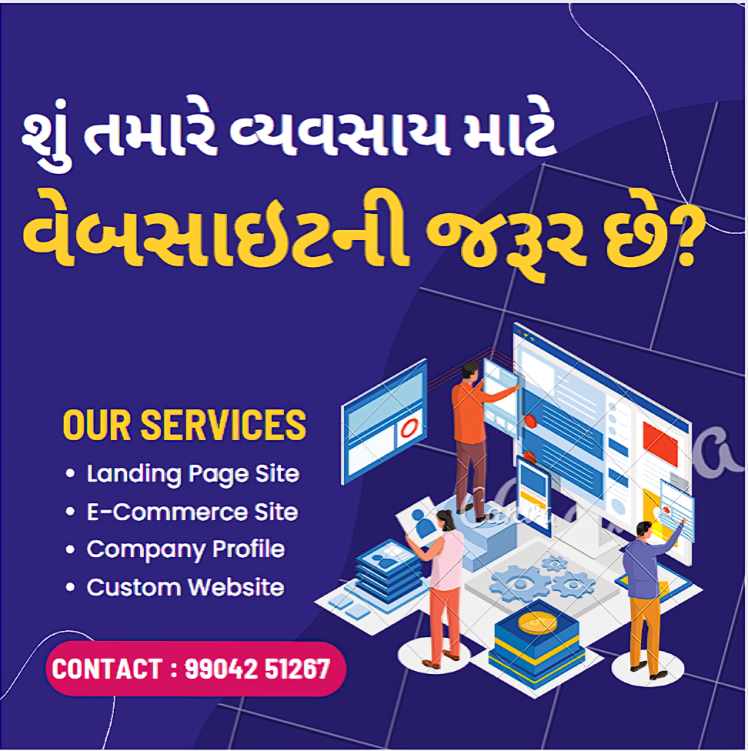 શું તમારે વ્યવસાય માટે
વેબસાઇટની જરૂર છે?
OUR SERVICES
• Landing Page Site
• E-Commerce Site
• Company Profile
• Custom Website
CONTACT : 99042 51267